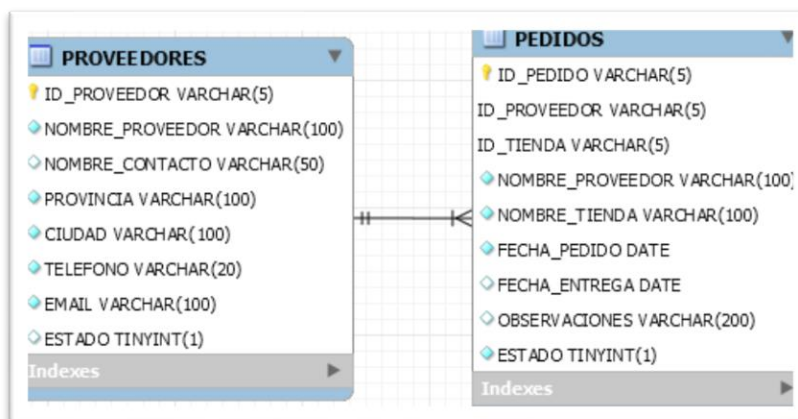 PROVEEDORES
ID_PROVEEDOR VARCHAR(5)
NOMBRE_PROVEEDOR VARCHAR(100)
NOMBRE_CONTACTO VARCHAR(50)
PROVINCIA VARCHAR(100)
CIUDAD VARCHAR(100)
TELEFONO VARCHAR(20)
EMAIL VARCHAR(100)
ESTADO TINYINT(1)
Indexes
PEDIDOS
ID_PEDIDO VARCHAR(5)
ID_PROVEEDOR VARCHAR(5)
ID_TIENDA VARCHAR(5)
NOMBRE_PROVEEDOR VARCHAR(100)
NOMBRE_TIENDA VARCHAR(100)
FECHA_PEDIDO DATE
FECHA_ENTREGA DATE
OBSERVACIONES VARCHAR(200)
ESTADO TINYINT(1)
Indexes